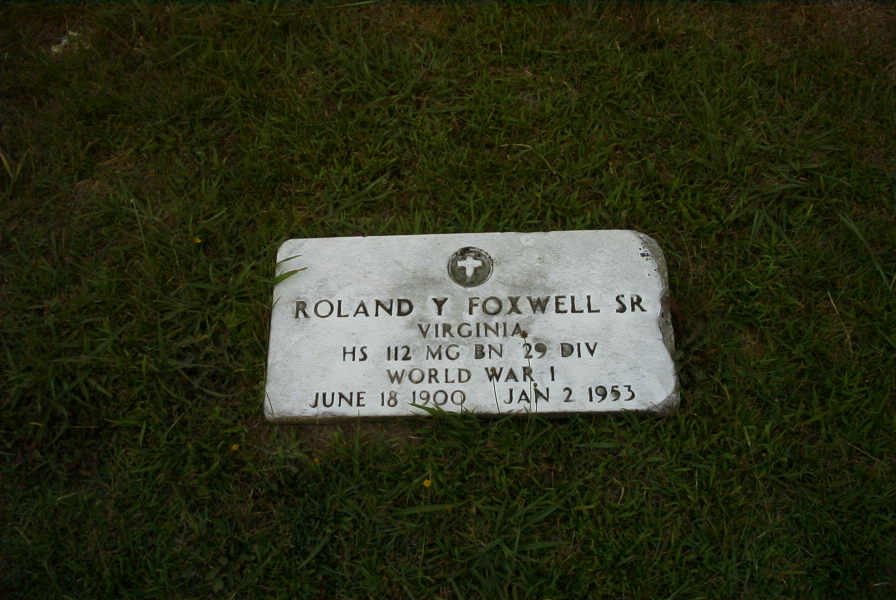 ROLAND Y FOXWELL SR
VIRGINIA
HS 112 MG BN 29 DIV
WORLD WAR I
JUNE 18 1900 JAN 2 1953